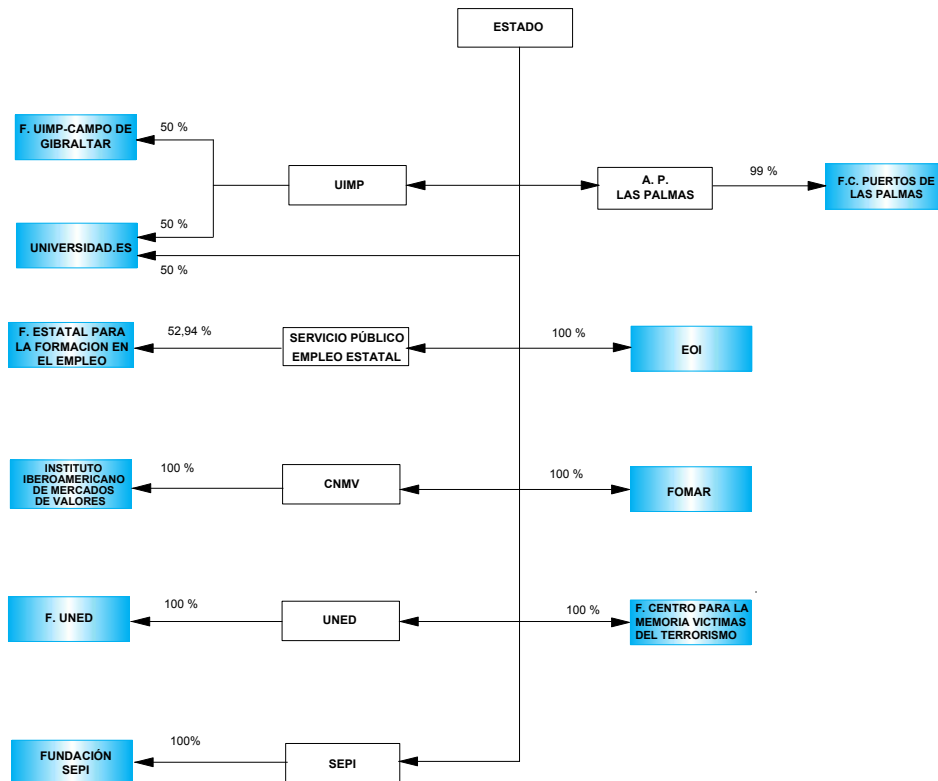 ESTADO
50 %
F. UIMP-CAMPO DE
GIBRALTAR
UIMP
A. P.
LAS PALMAS
99 %
F.C. PUERTOS DE
LAS PALMAS
50 %
UNIVERSIDAD.ES
50 %
F. ESTATAL PARA
LA FORMACION EN
EL EMPLEO
52,94 %
SERVICIO PÚBLICO
EMPLEO ESTATAL
100 %
EOI
INSTITUTO
IBEROAMERICANO
DE MERCADOS
DE VALORES
100 %
CNMV
100 %
FOMAR
F. UNED
100 %
UNED
100 %
F. CENTRO PARA LA
MEMORIA VICTIMAS
DEL TERRORISMO
FUNDACIÓN
SEPI
100%
SEPI